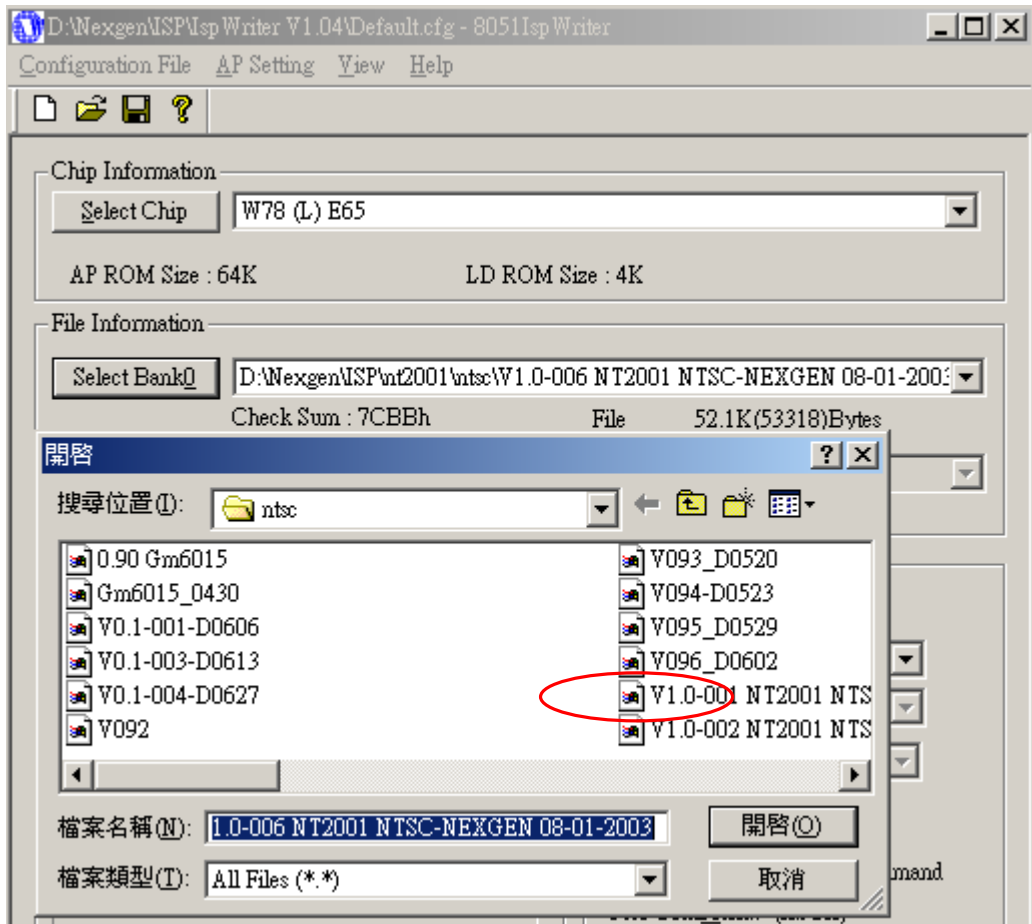 D:\Nexgen\ISP\Isp Writer V1.04\Default.cfg - 8051Isp Writer
Configuration File AP Setting View Help
Chip Information
Select Chip W78 (L) E65
AP ROM Size : 64K LD ROM Size : 4K
File Information
Select Bank0 D:\Nexgen\ISP\nt2001\ntsc\V1.0-006 NT2001 NTSC-NEXGEN 08-01-2003
Check Sum : 7CBBh File 52.1K(53318)Bytes
開啓
搜尋位置(I): ntsc
0.90 Gm6015 V093_D0520
Gm6015_0430 V094-D0523
V0.1-001-D0606 V095_D0529
V0.1-003-D0613 V096_D0602
V0.1-004-D0627 V1.0-001 NT2001 NTS
V092 V1.0-002 NT2001 NTS
檔案名稱(N): 1.0-006 NT2001 NTSC-NEXGEN 08-01-2003 開啓(O)
檔案類型(T): All Files (*.*) 取消
mand